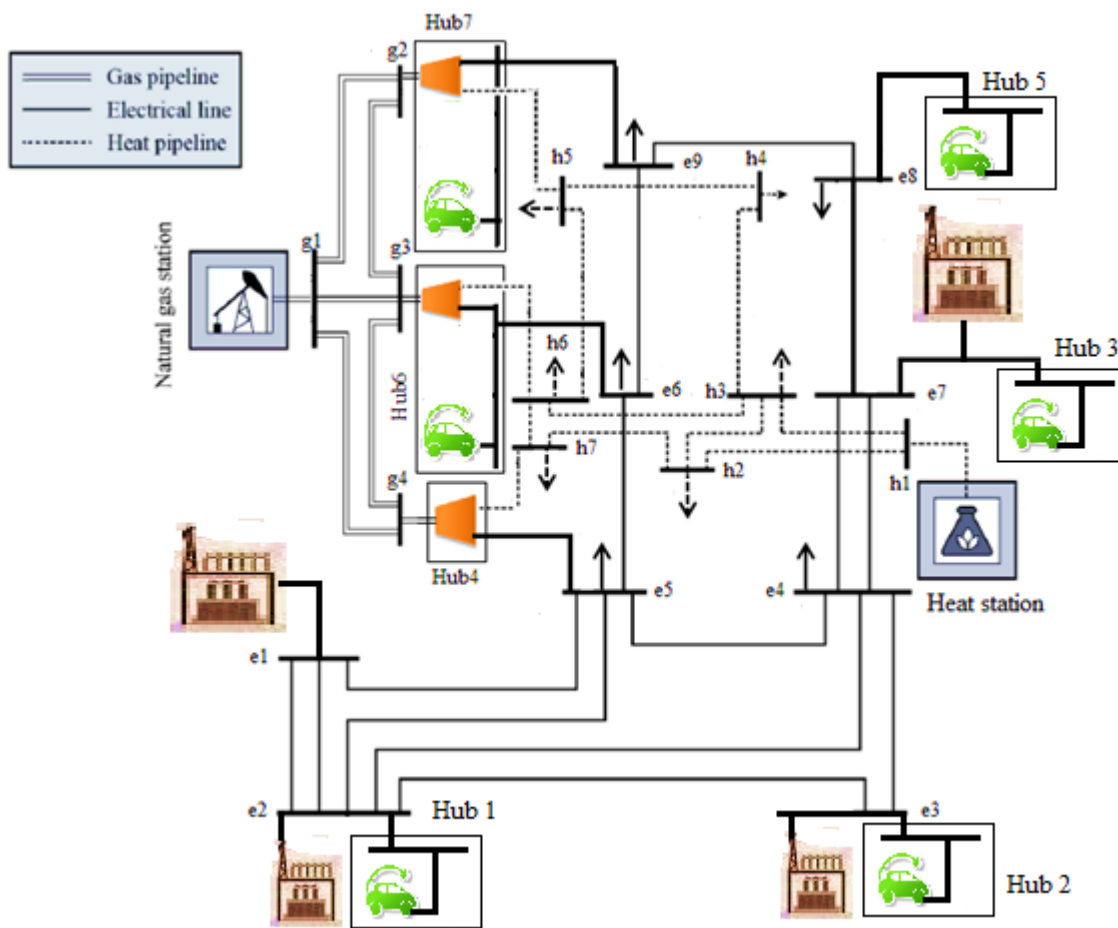 Hub7
g2
Gas pipeline
Electrical line
Heat pipeline
Hub 5
e9
h4
h5
e8
Natural gas station
g1
g3
Hub6
h6
e6
h3
e7
Hub 3
h7
h2
h1
g4
Hub4
e5
e4
Heat station
e1
e2
Hub 1
e3
Hub 2